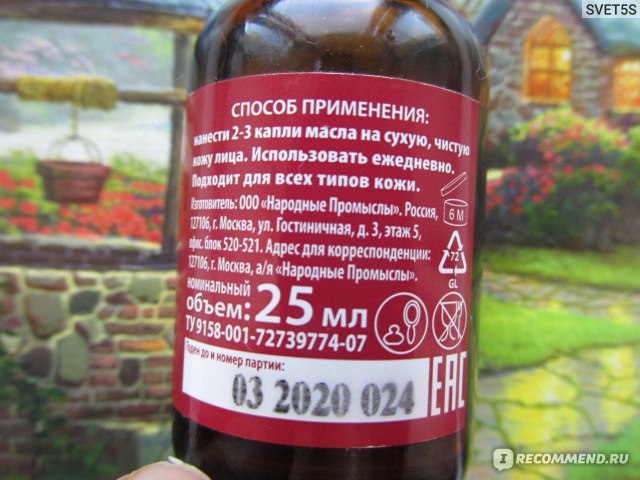 SVET5S
СПОСОБ ПРИМЕНЕНИЯ:
нанести 2-3 капли масла на сухую, чистую
кожу лица. Использовать ежедневно.
Подходит для всех типов кожи.
Изготовитель: ООО «Народные Промыслы». Россия,
127106, г. Москва, ул. Гостиничная, д. 3, этаж 5,
офис. блок 520-521. Адрес для корреспонденции:
127106, г. Москва, а/я «Народные Промыслы».
6 М
72
GL
номинальный
объем: 25 мл
ТУ 9158-001-72739774-07
Годен до и номер партии:
03 2020 024
EAC
I RECOMMEND.RU